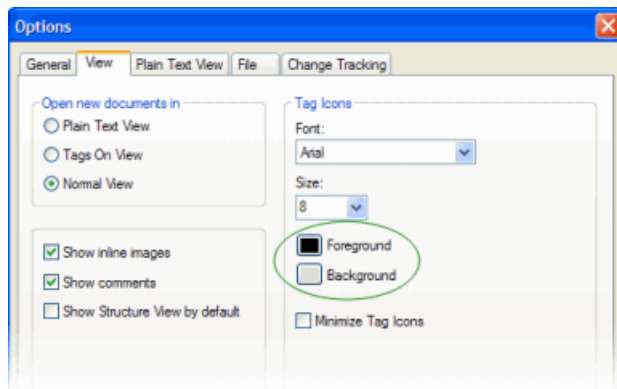 Options
General
View
Plain Text View
File
Change Tracking
Open new documents in
Plain Text View
Tags On View
Normal View
Show inline images
Show comments
Show Structure View by default
Tag Icons
Font:
Arial
Size:
8
Foreground
Background
Minimize Tag Icons